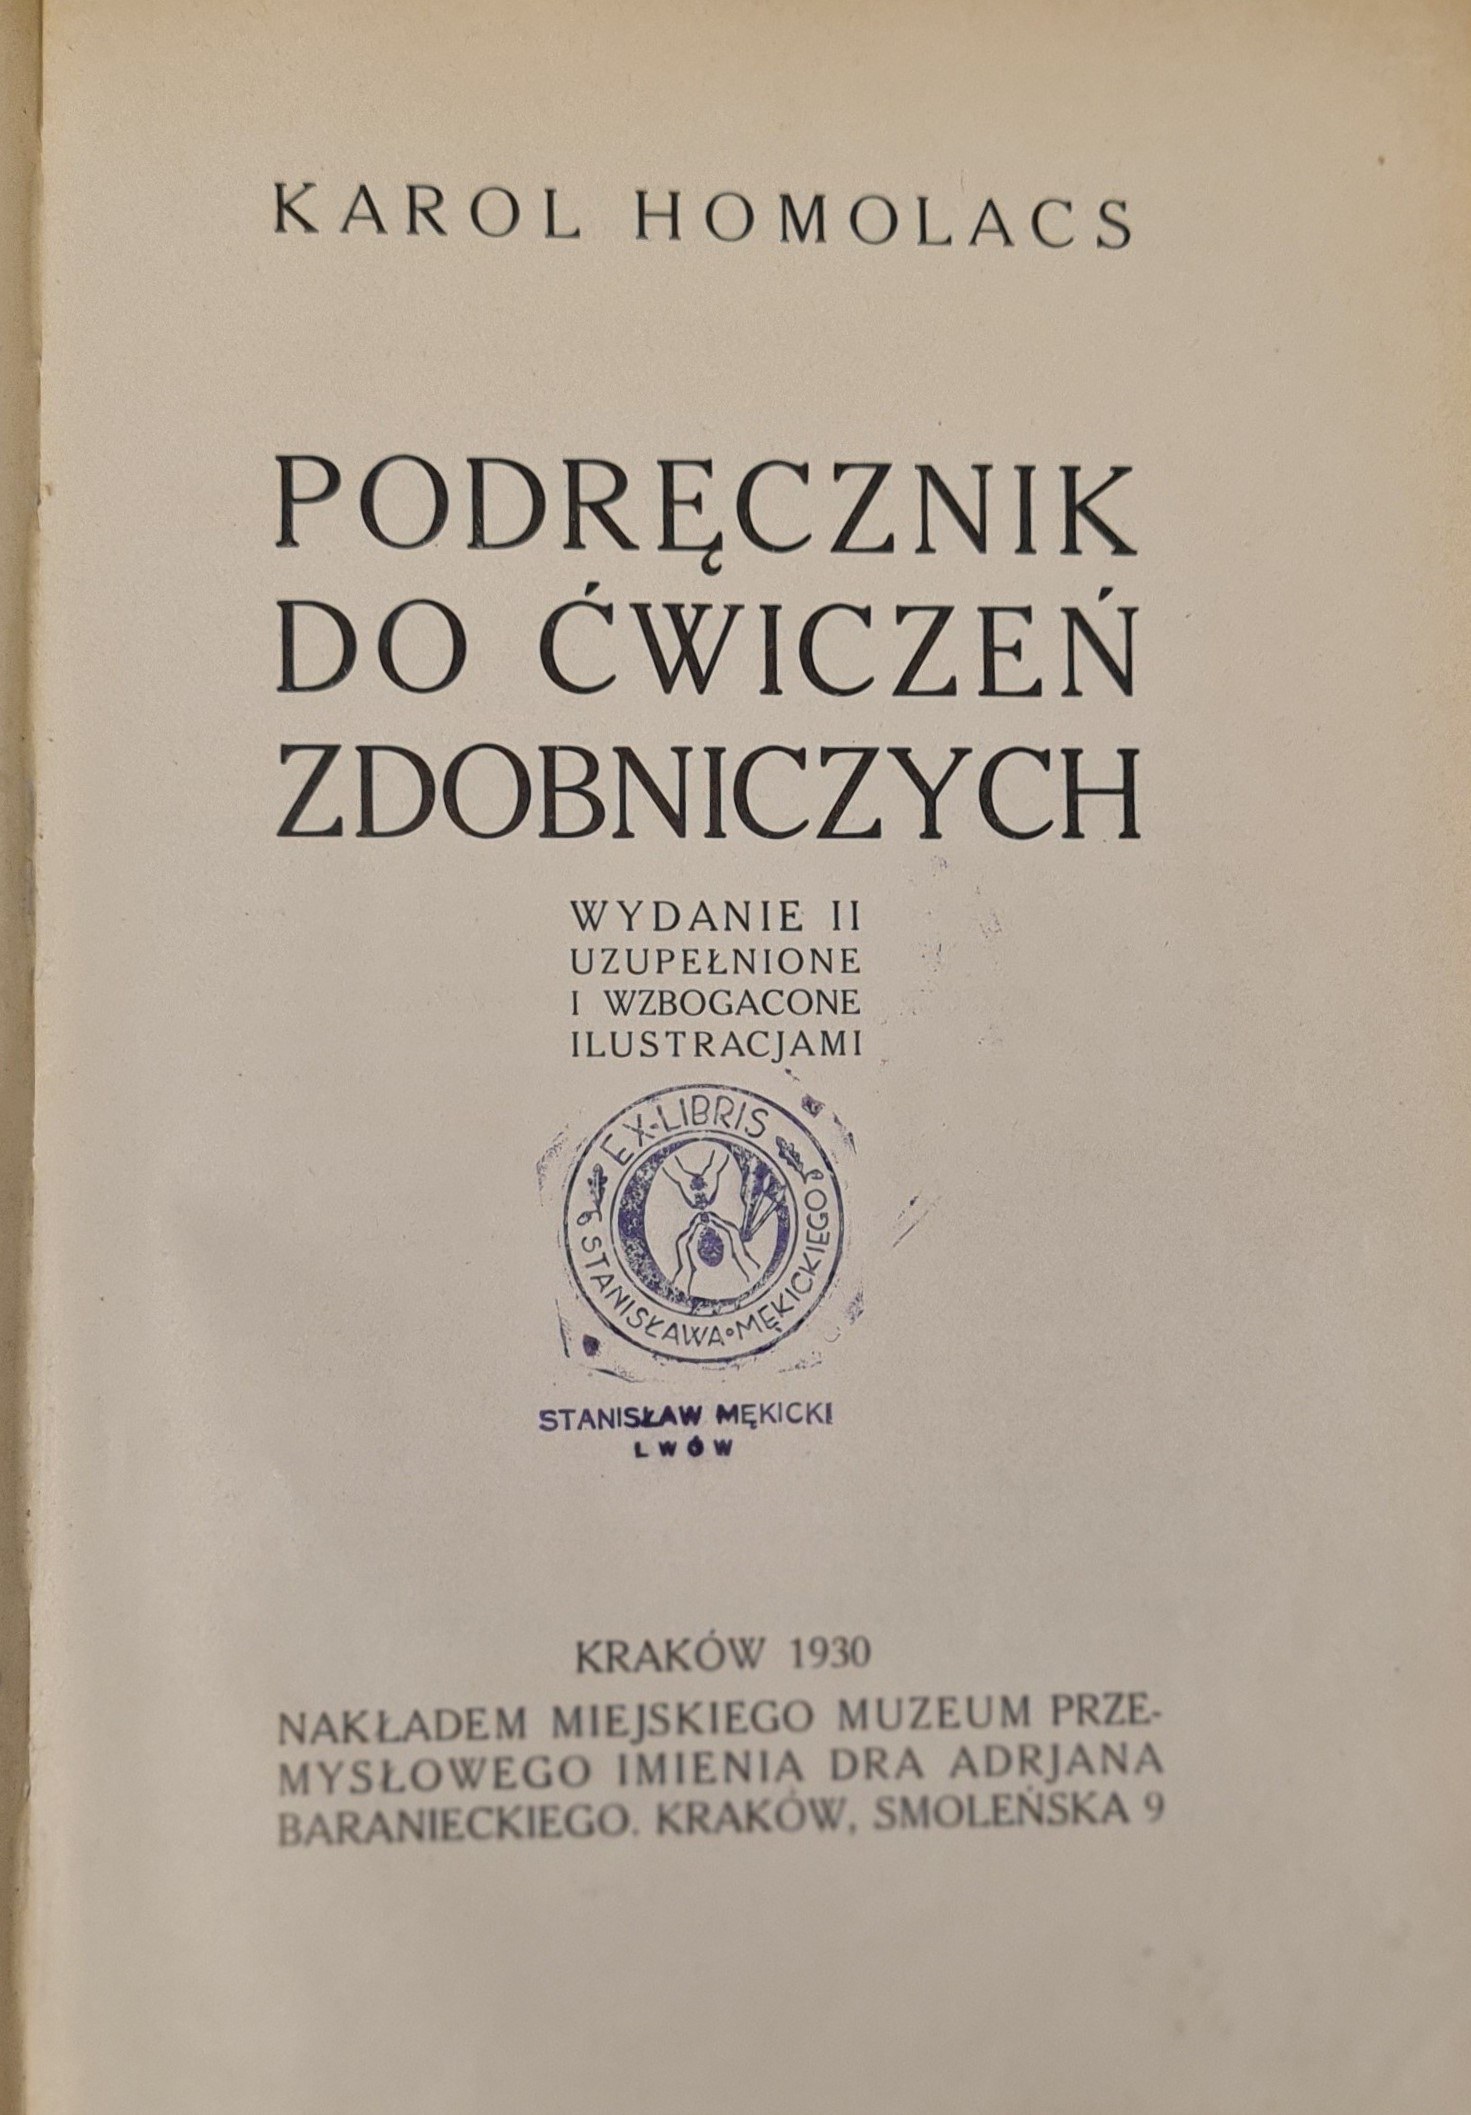 KAROL HOMOLACS
PODRĘCZNIK
DO ĆWICZEŃ
ZDOBNICZYCH
WYDANIE II
UZUPEŁNIONE
I WZBOGACONE
ILUSTRACJAMI
EX-LIBRIS
STANISŁAWA MĘKICKIEGO
STANISŁAW MĘKICKI
LWÓW
KRAKÓW 1930
NAKŁADEM MIEJSKIEGO MUZEUM PRZE-
MYSŁOWEGO IMIENIA DRA ADRJANA
BARANIECKIEGO. KRAKÓW, SMOLEŃSKA 9